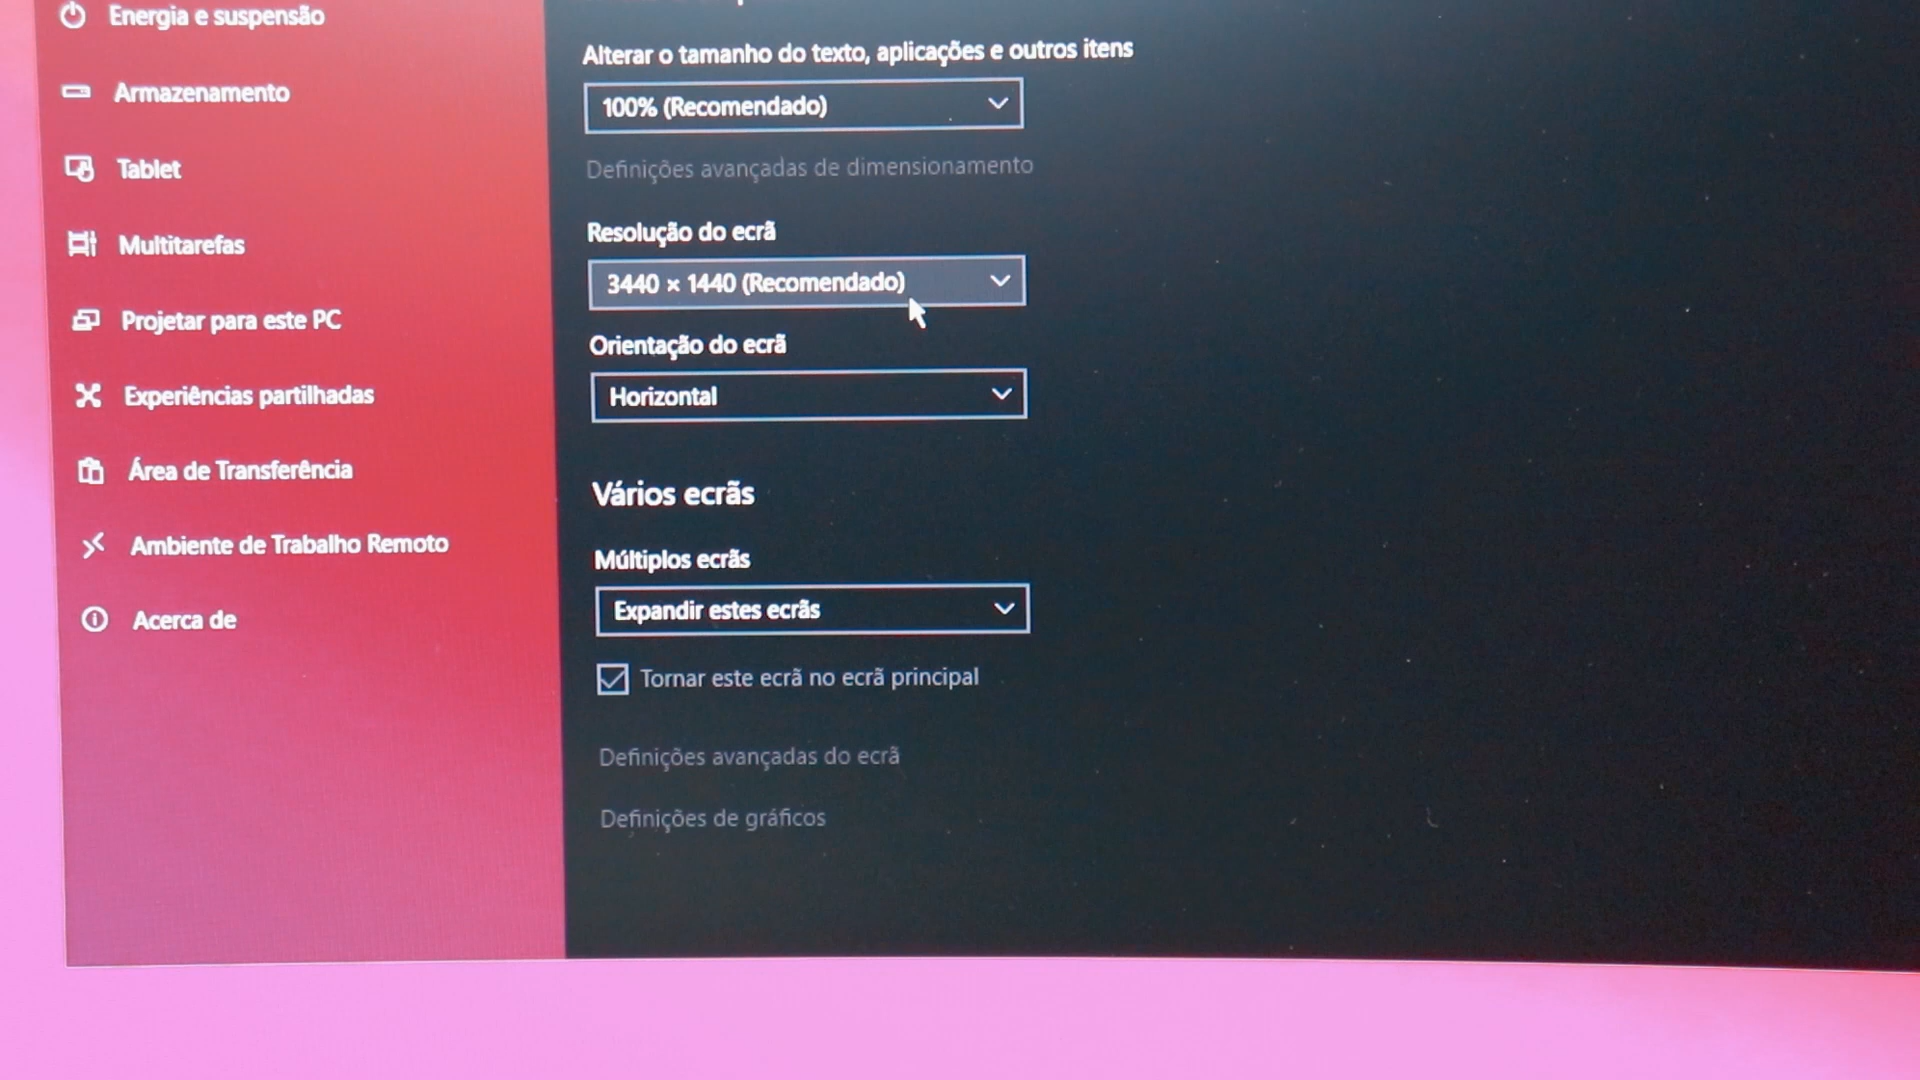 Energia e suspensão
Armazenamento
Tablet
Multitarefas
Projetar para este PC
Experiências partilhadas
Área de Transferência
Ambiente de Trabalho Remoto
Acerca de
Alterar o tamanho do texto, aplicações e outros itens
100% (Recomendado)
Definições avançadas de dimensionamento
Resolução do ecrã
3440 × 1440 (Recomendado)
Orientação do ecrã
Horizontal
Vários ecrãs
Múltiplos ecrãs
Expandir estes ecrãs
Tornar este ecrã no ecrã principal
Definições avançadas do ecrã
Definições de gráficos